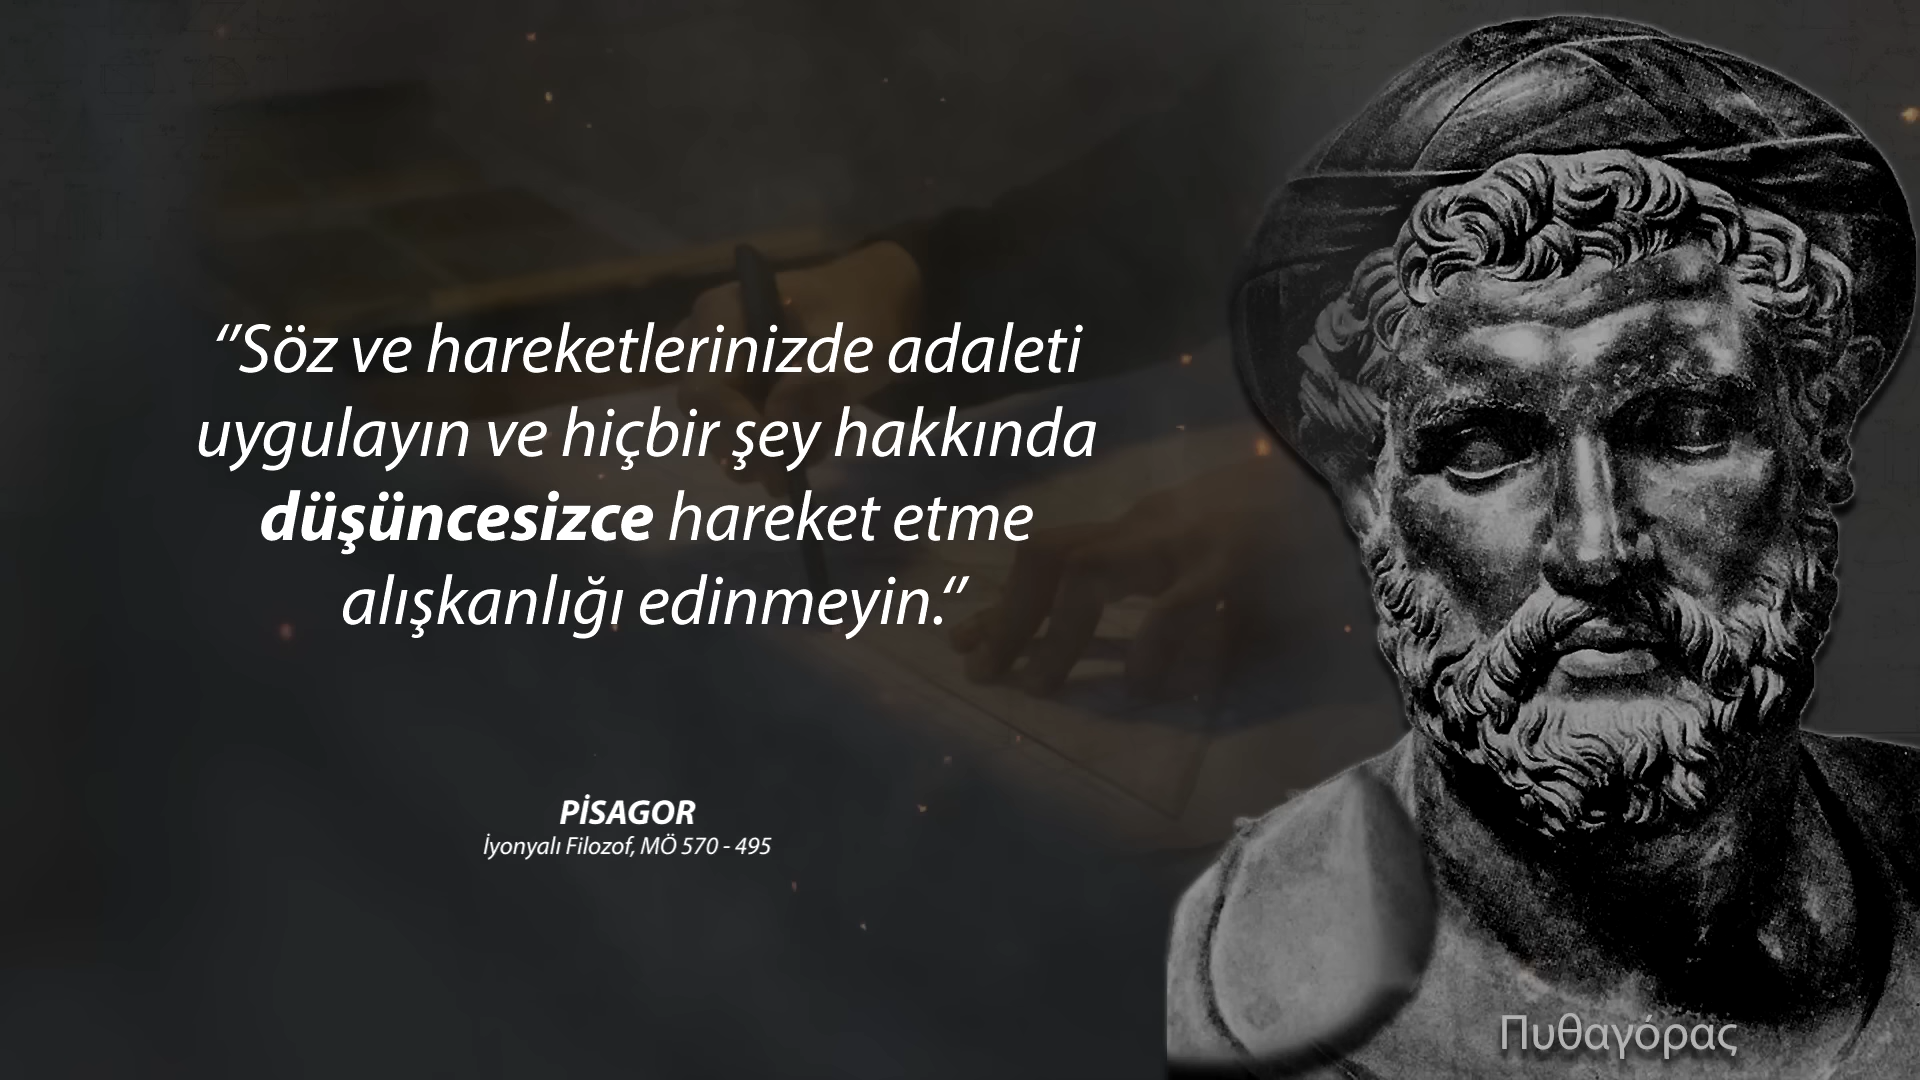 “Söz ve hareketlerinizde adaleti
uygulayın ve hiçbir şey hakkında
düşüncesizce hareket etme
alışkanlığı edinmeyin.“
PİSAGOR
İyonyalı Filozof, MÖ 570 - 495
Πυθαγόρας